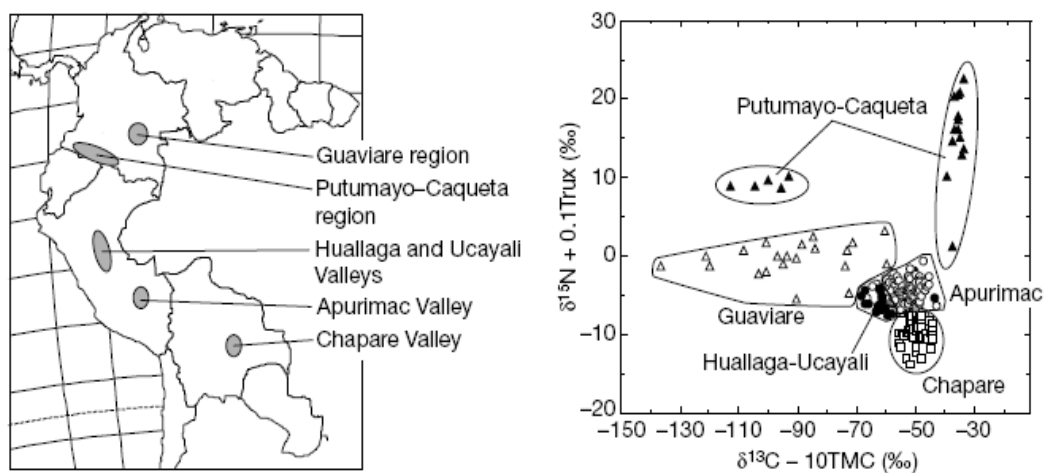 Guaviare region
Putumayo–Caqueta
region
Huallaga and Ucayali
Valleys
Apurimac Valley
Chapare Valley
δ¹⁵N + 0.1Trux (‰)
30
20
10
0
−10
−20
Putumayo-Caqueta
Guaviare
Apurimac
Huallaga-Ucayali
Chapare
−150 −130 −110 −90 −70 −50 −30
δ¹³C − 10TMC (‰)